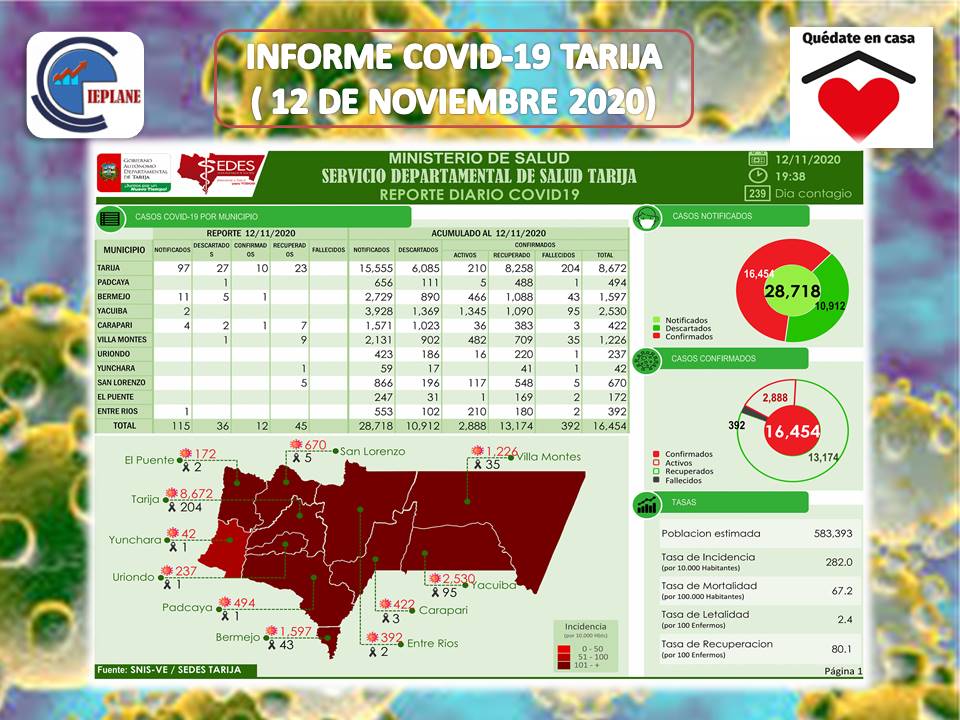 IEPLANE
INFORME COVID-19 TARIJA
( 12 DE NOVIEMBRE 2020)
Quédate en casa
GOBIERNO
AUTÓNOMO
DEPARTAMENTAL
DE TARIJA
SEDES
MINISTERIO DE SALUD
SERVICIO DEPARTAMENTAL DE SALUD TARIJA
REPORTE DIARIO COVID19
12/11/2020
19:38
239 Dia contagio
CASOS COVID-19 POR MUNICIPIO
REPORTE 12/11/2020 ACUMULADO AL 12/11/2020
MUNICIPIO NOTIFICADOS DESCARTADO S CONFIRMAD OS RECUPERAD OS FALLECIDOS NOTIFICADOS DESCARTADOS CONFIRMADOS
ACTIVOS RECUPERADO FALLECIDOS TOTAL
TARIJA 97 27 10 23 15,555 6,085 210 8,258 204 8,672
PADCAYA 1 656 111 5 488 1 494
BERMEJO 11 5 1 2,729 890 466 1,088 43 1,597
YACUIBA 2 3,928 1,369 1,345 1,090 95 2,530
CARAPARI 4 2 1 7 1,571 1,023 36 383 3 422
VILLA MONTES 1 9 2,131 902 482 709 35 1,226
URIONDO 423 186 16 220 1 237
YUNCHARA 1 59 17 41 1 42
SAN LORENZO 5 866 196 117 548 5 670
EL PUENTE 247 31 1 169 2 172
ENTRE RIOS 1 553 102 210 180 2 392
TOTAL 115 36 12 45 28,718 10,912 2,888 13,174 392 16,454
CASOS NOTIFICADOS
16,454
28,718
10,912
Notificados
Descartados
Confirmados
CASOS CONFIRMADOS
2,888
392
16,454
13,174
Confirmados
Activos
Recuperados
Fallecidos
TASAS
Poblacion estimada 583,393
Tasa de Incidencia 282.0
(por 10.000 Habitantes)
Tasa de Mortalidad 67.2
(por 100.000 Habitantes)
Tasa de Letalidad 2.4
(por 100 Enfermos)
Tasa de Recuperacion 80.1
(por 100 Enfermos)
Página 1
El Puente 172
2
670 San Lorenzo
5
1,226 Villa Montes
35
Tarija 8,672
204
Yunchara 42
1
Uriondo 237
1
Padcaya 494
1
Bermejo 1,597
43
2,530 Yacuiba
95
422 Carapari
3
392 Entre Ríos
2
Incidencia
(por 10.000 Hbts)
0 - 50
51 - 100
101 - +
Fuente: SNIS-VE / SEDES TARIJA